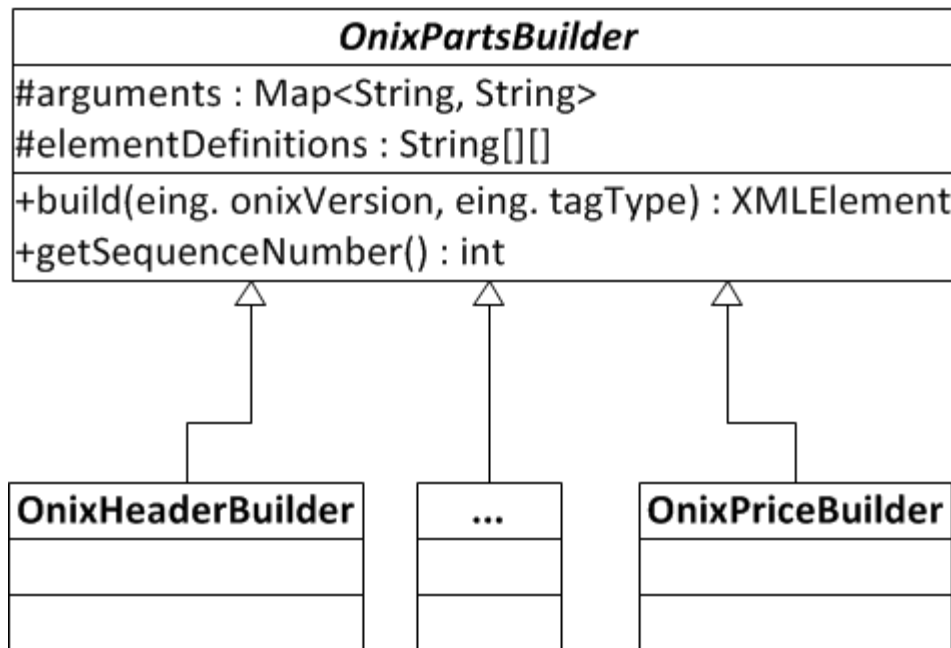 OnixPartsBuilder
#arguments : Map<String, String>
#elementDefinitions : String[][]
+build(eing. onixVersion, eing. tagType) : XMLElement
+getSequenceNumber() : int
OnixHeaderBuilder
...
OnixPriceBuilder